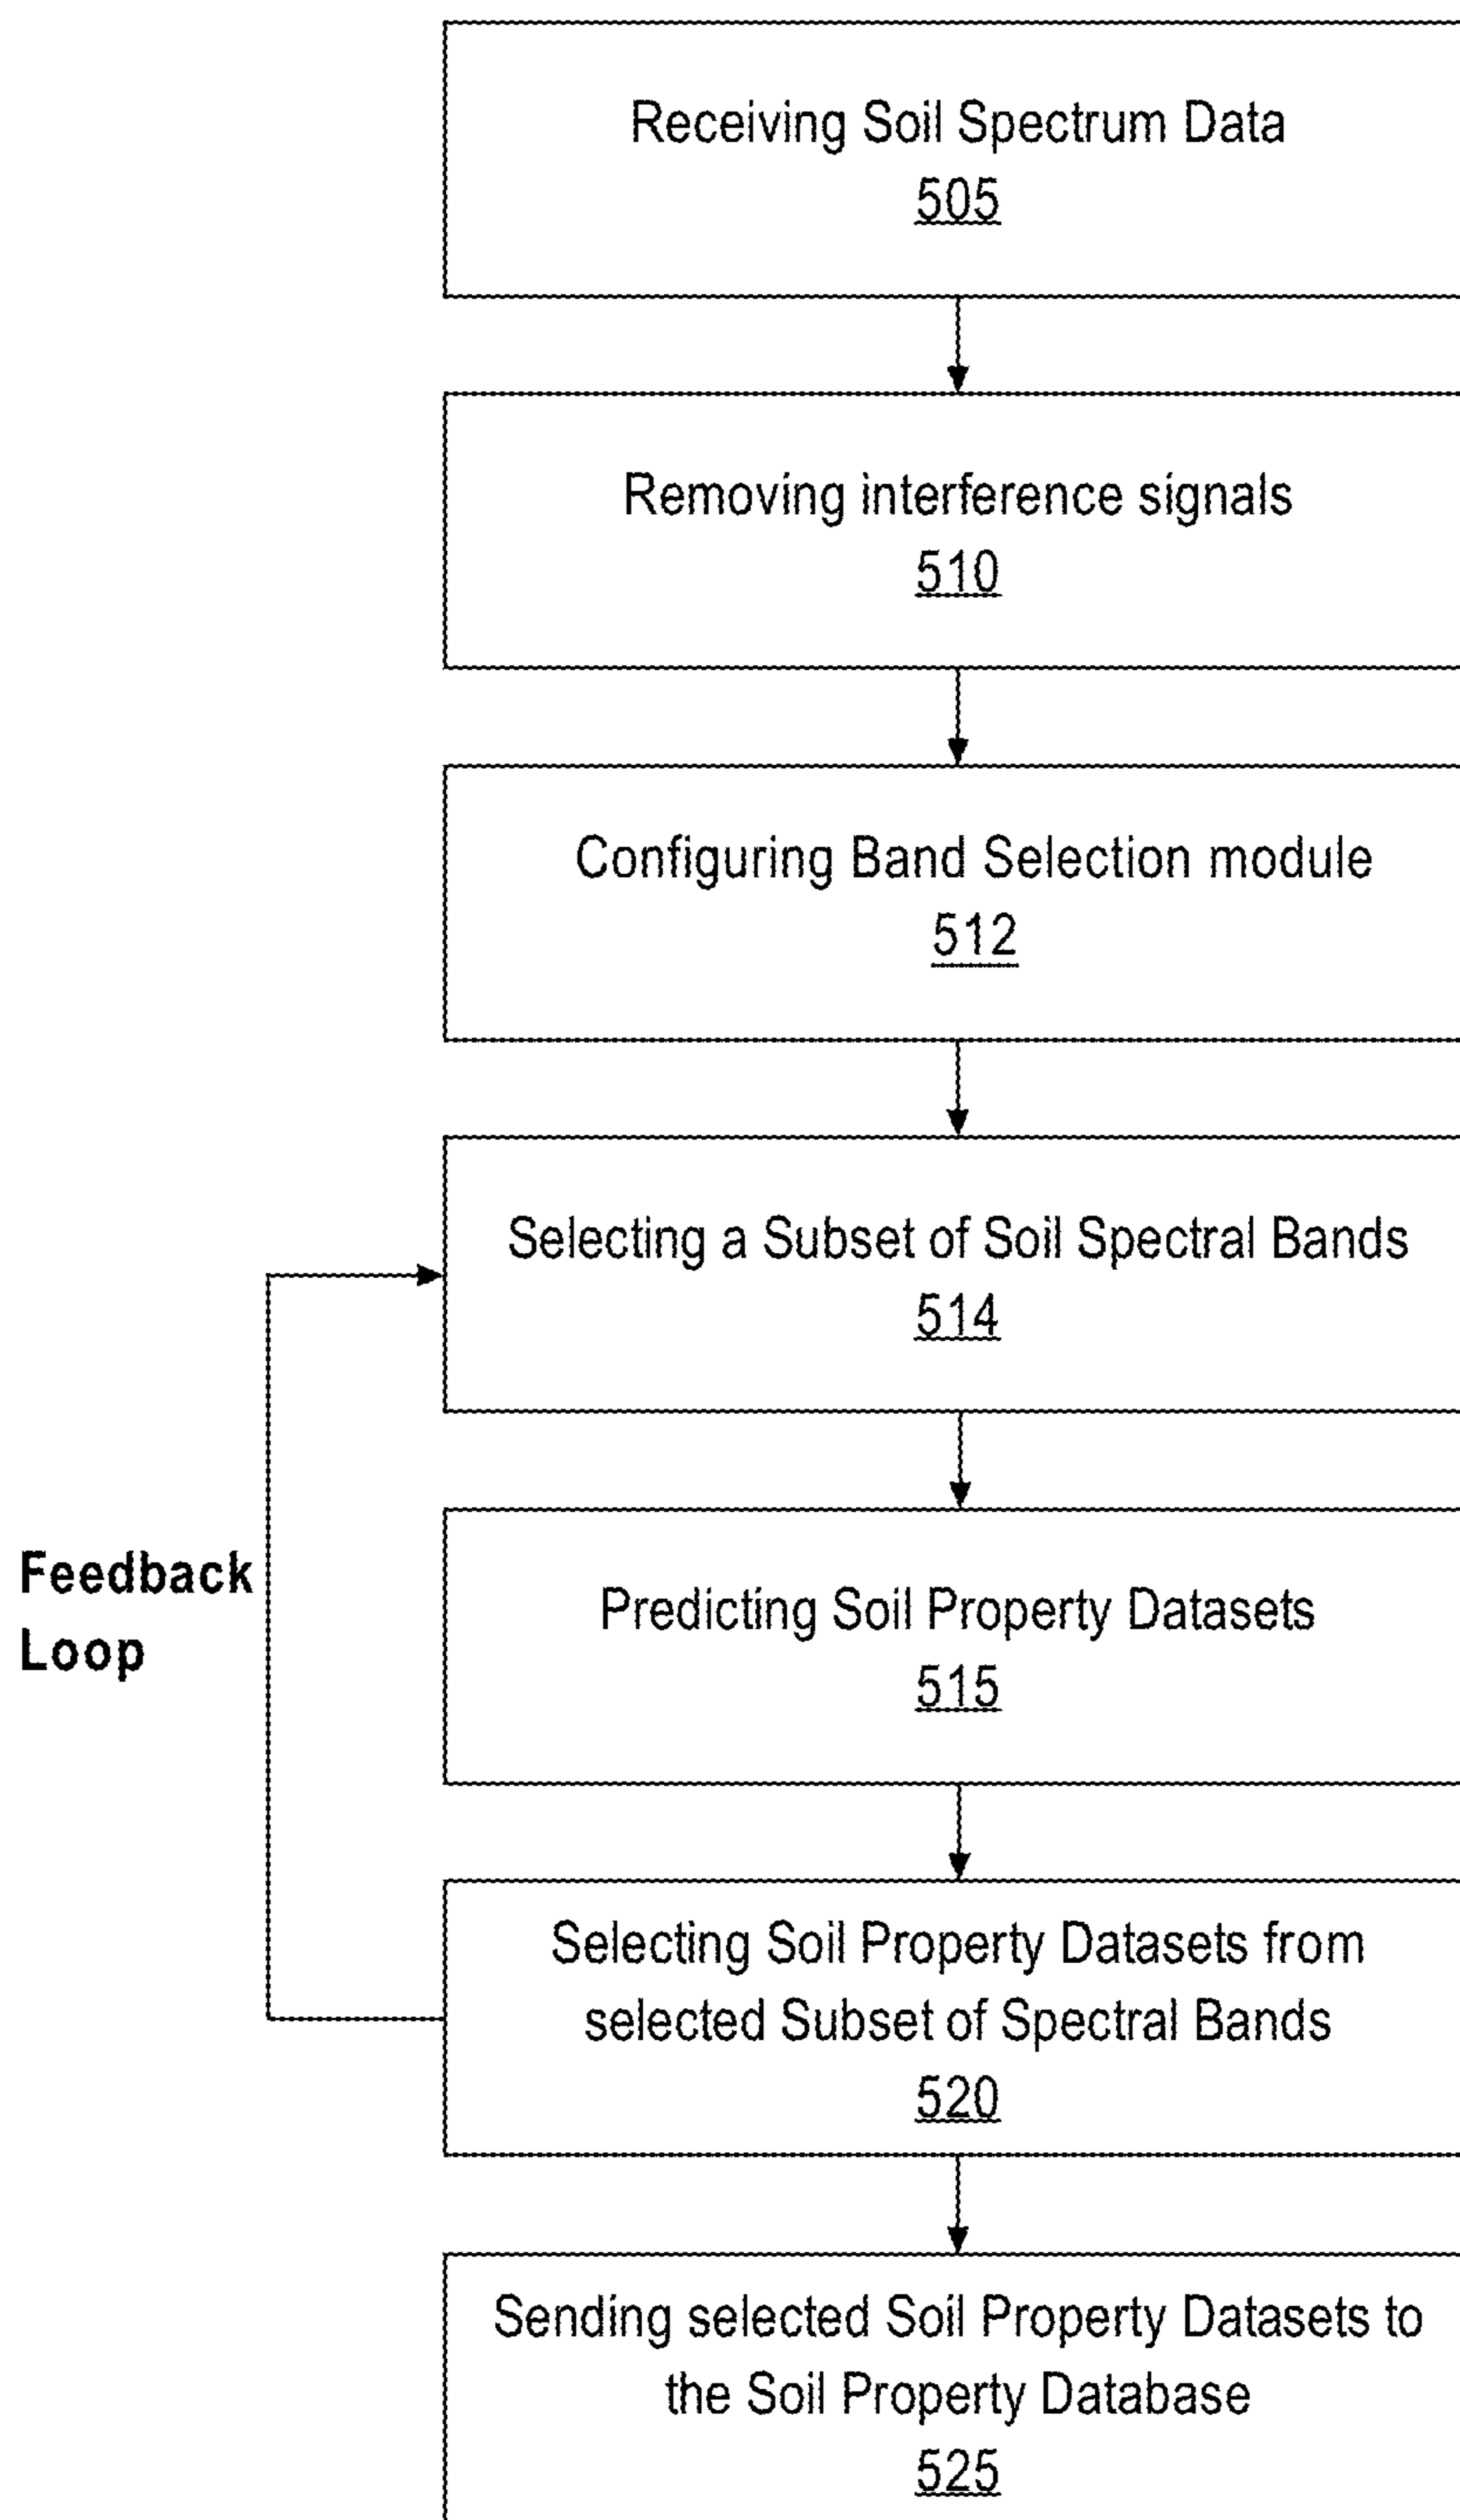 Receiving Soil Spectrum Data
505
Removing interference signals
510
Configuring Band Selection module
512
Selecting a Subset of Soil Spectral Bands
514
Feedback
Loop
Predicting Soil Property Datasets
515
Selecting Soil Property Datasets from
selected Subset of Spectral Bands
520
Sending selected Soil Property Datasets to
the Soil Property Database
525